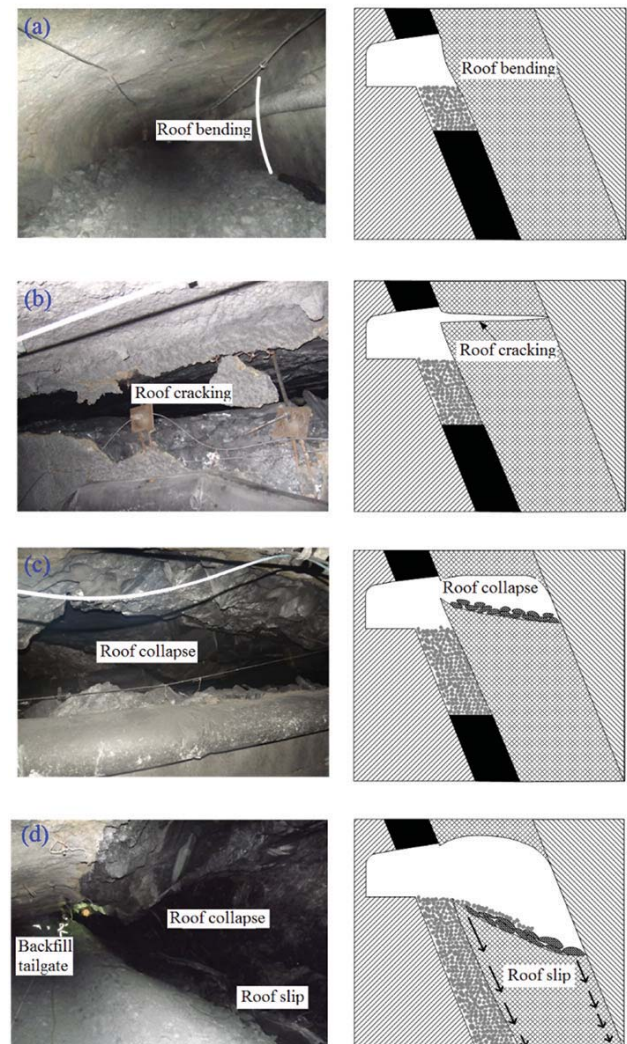 (a)
Roof bending
Roof bending
(b)
Roof cracking
Roof cracking
(c)
Roof collapse
Roof collapse
(d)
Roof collapse
Backfill
tailgate
Roof slip
Roof slip